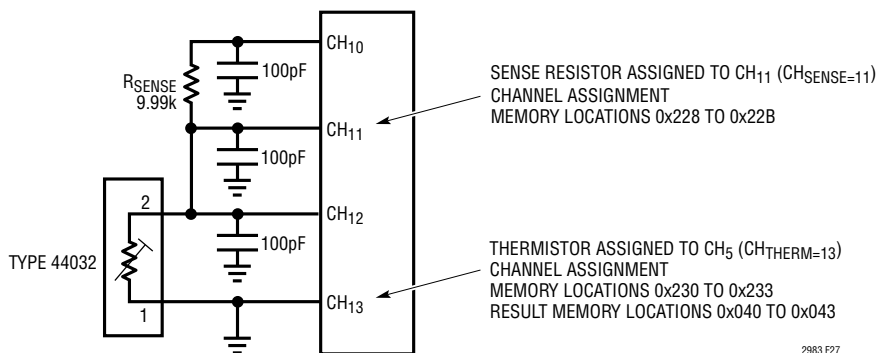 CH10
100pF
RSENSE
9.99k
CH11
100pF
2
CH12
100pF
TYPE 44032
1
CH13
SENSE RESISTOR ASSIGNED TO CH11 (CHSENSE=11)
CHANNEL ASSIGNMENT
MEMORY LOCATIONS 0x228 TO 0x22B
THERMISTOR ASSIGNED TO CH5 (CHTHERM=13)
CHANNEL ASSIGNMENT
MEMORY LOCATIONS 0x230 TO 0x233
RESULT MEMORY LOCATIONS 0x040 TO 0x043
2983 F27